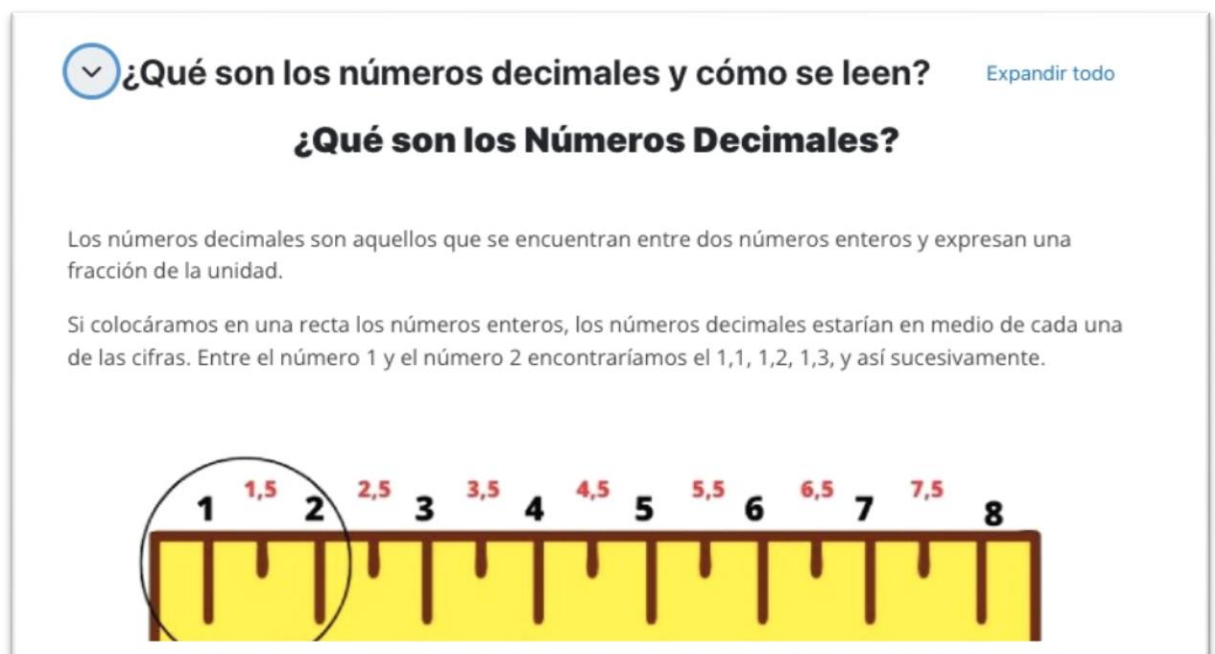 ¿Qué son los números decimales y cómo se leen? Expandir todo
¿Qué son los Números Decimales?
Los números decimales son aquellos que se encuentran entre dos números enteros y expresan una
fracción de la unidad.
Si colocáramos en una recta los números enteros, los números decimales estarían en medio de cada una
de las cifras. Entre el número 1 y el número 2 encontraríamos el 1,1, 1,2, 1,3, y así sucesivamente.
1 1,5 2 2,5 3 3,5 4 4,5 5 5,5 6 6,5 7 7,5 8